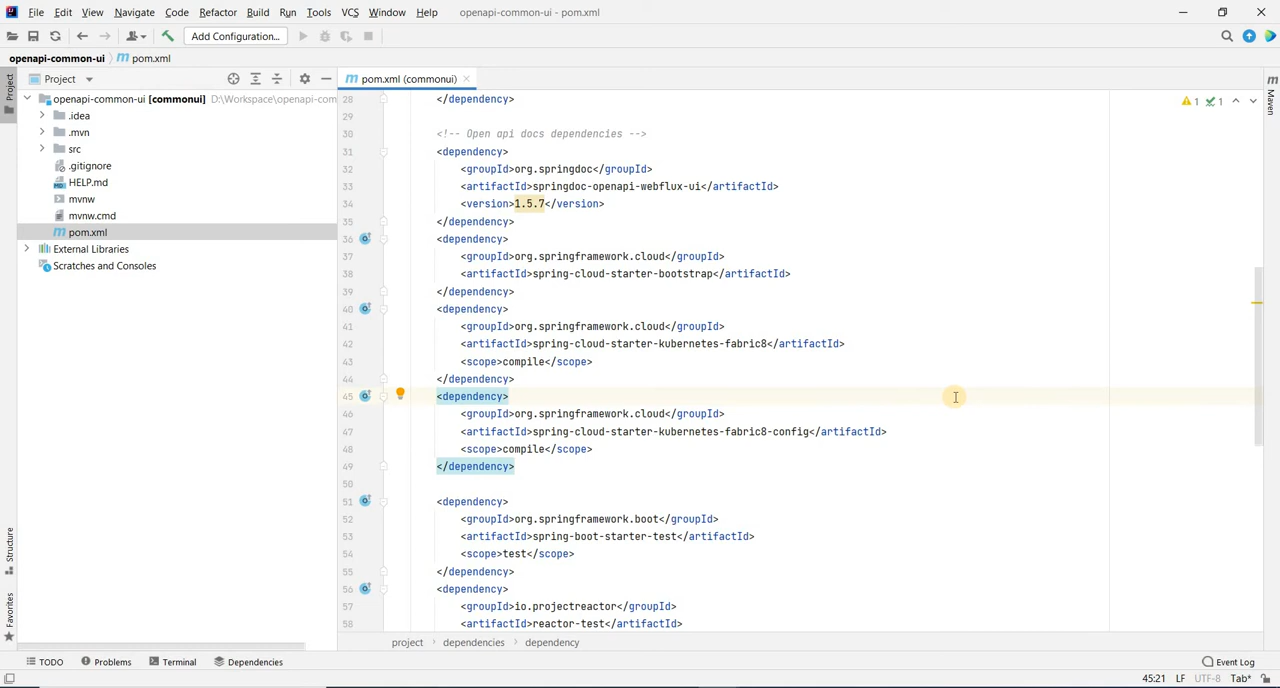 File Edit View Navigate Code Refactor Build Run Tools VCS Window Help openapi-common-ui - pom.xml
Add Configuration...
openapi-common-ui pom.xml
Project
pom.xml (commonui)
openapi-common-ui [commonui] D:\Workspace\openapi-com
.idea
.mvn
src
.gitignore
HELP.md
mvnw
mvnw.cmd
pom.xml
External Libraries
Scratches and Consoles
Project
Structure
Favorites
28 </dependency>
29
30 <!-- Open api docs dependencies -->
31 <dependency>
32 <groupId>org.springdoc</groupId>
33 <artifactId>springdoc-openapi-webflux-ui</artifactId>
34 <version>1.5.7</version>
35 </dependency>
36 <dependency>
37 <groupId>org.springframework.cloud</groupId>
38 <artifactId>spring-cloud-starter-bootstrap</artifactId>
39 </dependency>
40 <dependency>
41 <groupId>org.springframework.cloud</groupId>
42 <artifactId>spring-cloud-starter-kubernetes-fabric8</artifactId>
43 <scope>compile</scope>
44 </dependency>
45 <dependency>
46 <groupId>org.springframework.cloud</groupId>
47 <artifactId>spring-cloud-starter-kubernetes-fabric8-config</artifactId>
48 <scope>compile</scope>
49 </dependency>
50
51 <dependency>
52 <groupId>org.springframework.boot</groupId>
53 <artifactId>spring-boot-starter-test</artifactId>
54 <scope>test</scope>
55 </dependency>
56 <dependency>
57 <groupId>io.projectreactor</groupId>
58 <artifactId>reactor-test</artifactId>
1 1
Maven
project dependencies dependency
TODO Problems Terminal Dependencies Event Log
45:21 LF UTF-8 Tab*